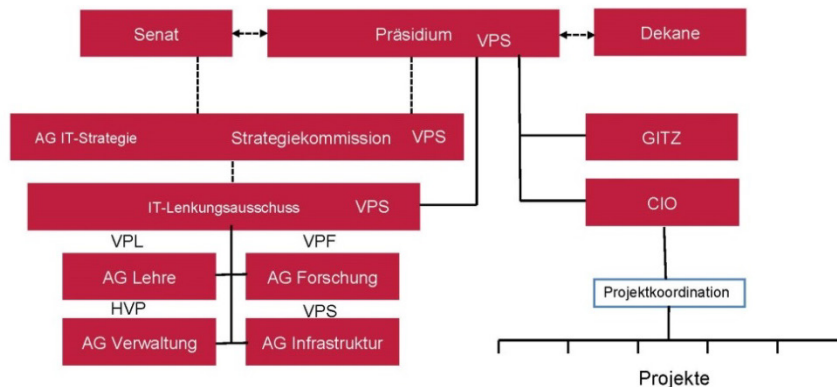 Senat
Präsidium VPS
Dekane
AG IT-Strategie Strategiekommission VPS
GITZ
IT-Lenkungsausschuss VPS
CIO
VPL VPF
AG Lehre AG Forschung
HVP VPS
AG Verwaltung AG Infrastruktur
Projektkoordination
Projekte